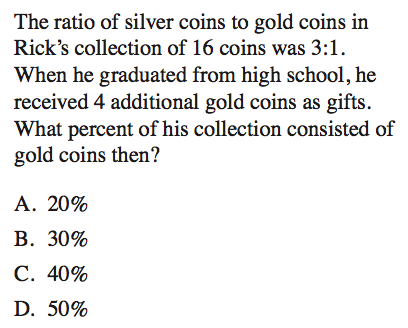 The ratio of silver coins to gold coins in
Rick’s collection of 16 coins was 3:1.
When he graduated from high school, he
received 4 additional gold coins as gifts.
What percent of his collection consisted of
gold coins then?
A. 20%
B. 30%
C. 40%
D. 50%